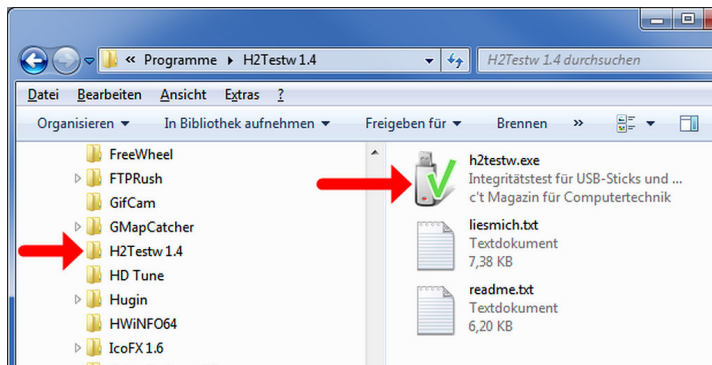 « Programme ▸ H2Testw 1.4
H2Testw 1.4 durchsuchen
Datei Bearbeiten Ansicht Extras ?
Organisieren In Bibliothek aufnehmen Freigeben für Brennen »
FreeWheel
FTPRush
GifCam
GMapCatcher
H2Testw 1.4
HD Tune
Hugin
HWiNFO64
IcoFX 1.6
h2testw.exe
Integritätstest für USB-Sticks und ...
c't Magazin für Computertechnik
liesmich.txt
Textdokument
7,38 KB
readme.txt
Textdokument
6,20 KB